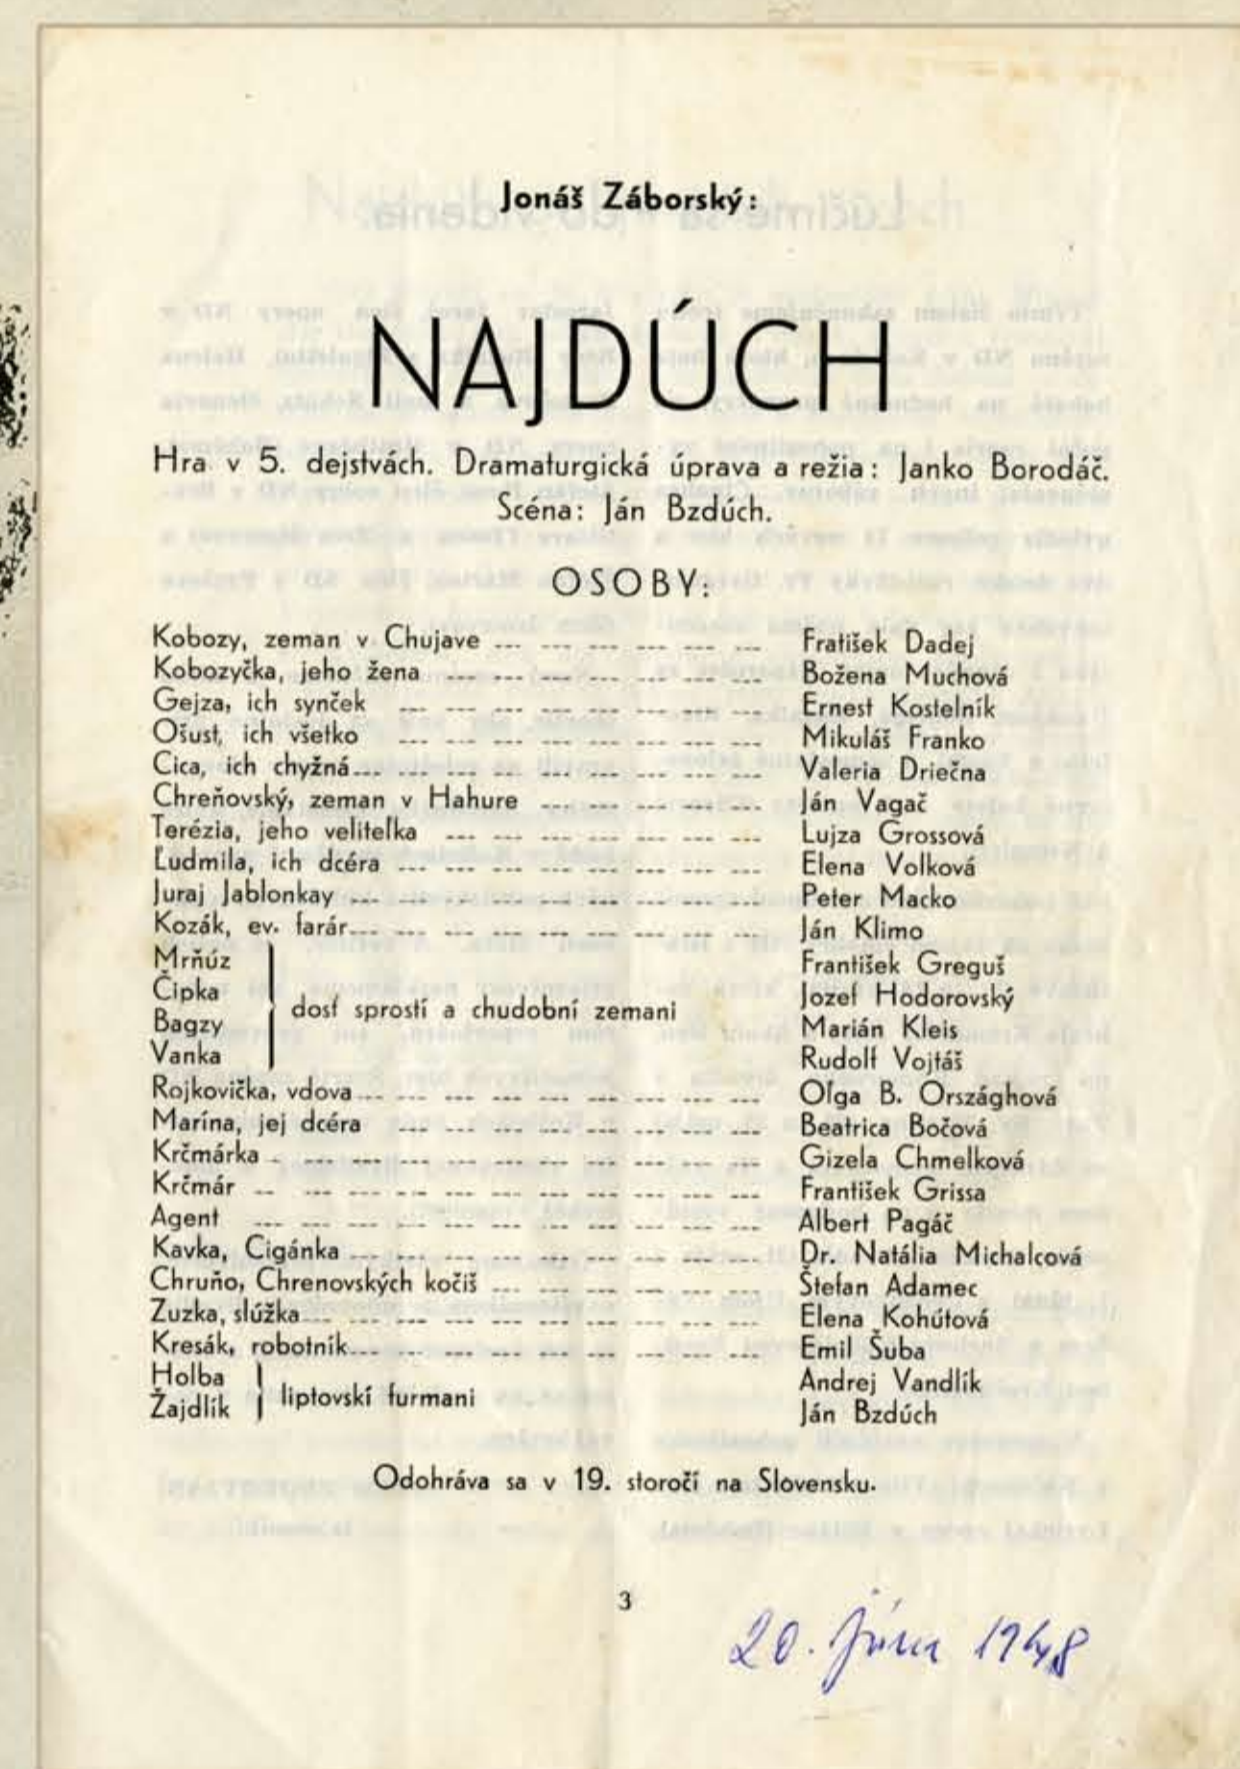 Jonáš Záborský:
NAJDÚCH
Hra v 5. dejstvách. Dramaturgická úprava a režia: Janko Borodáč.
Scéna: Ján Bzdúch.
OSOBY:
Kobozy, zeman v Chujave --- --- --- --- --- --- Fratišek Dadej
Kobozyčka, jeho žena --- --- --- --- --- --- --- Božena Muchová
Gejza, ich synček --- --- --- --- --- --- --- --- Ernest Kostelník
Ošust, ich všetko --- --- --- --- --- --- --- --- Mikuláš Franko
Cica, ich chyžná --- --- --- --- --- --- --- --- --- Valeria Driečna
Chreňovský, zeman v Hahure --- --- --- --- --- Ján Vagač
Terézia, jeho veliteľka --- --- --- --- --- --- --- Lujza Grossová
Ľudmila, ich dcéra --- --- --- --- --- --- --- --- Elena Volková
Juraj Jablonkay --- --- --- --- --- --- --- --- --- Peter Macko
Kozák, ev. farár --- --- --- --- --- --- --- --- --- Ján Klimo
Mrňúz František Greguš
Čipka Jozef Hodorovský
dosť sprostí a chudobní zemani
Bagzy Marián Kleis
Vanka Rudolf Vojtáš
Rojkovička, vdova --- --- --- --- --- --- --- --- --- Oľga B. Országhová
Marína, jej dcéra --- --- --- --- --- --- --- --- Beatrica Bočová
Krčmárka - --- --- --- --- --- --- --- --- --- --- Gizela Chmelková
Krčmár -- --- --- --- --- --- --- --- --- --- --- František Grissa
Agent --- --- --- --- --- --- --- --- --- --- --- Albert Pagáč
Kavka, Cigánka --- --- --- --- --- --- --- --- --- Dr. Natália Michalcová
Chruňo, Chrenovských kočiš --- --- --- --- --- --- Štefan Adamec
Zuzka, slúžka --- --- --- --- --- --- --- --- --- --- Elena Kohútová
Kresák, robotník --- --- --- --- --- --- --- --- --- Emil Šuba
Holba Andrej Vandlík
liptovskí furmani
Žajdlík Ján Bzdúch
Odohráva sa v 19. storočí na Slovensku.
3
20. júna 1948